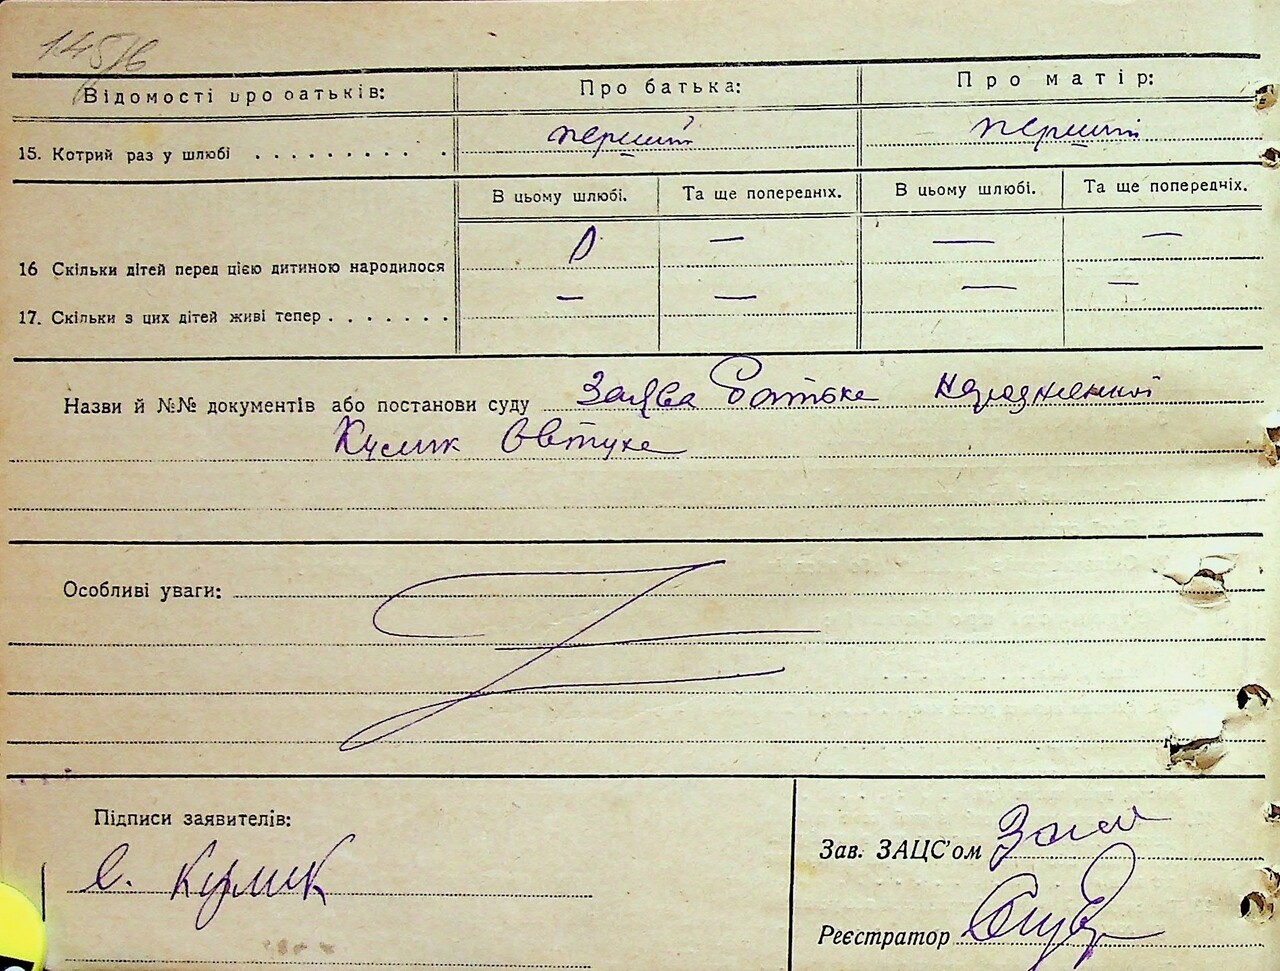 145/6
Відомості про батьків: Про батька: Про матір:
15. Котрий раз у шлюбі . . . . . . . . . . . перший перший
В цьому шлюбі. Та ще попередніх. В цьому шлюбі. Та ще попередніх.
16 Скільки дітей перед цією дитиною народилося 0 — — —
17. Скільки з цих дітей живі тепер . . . . . . . — — — —
Назви й №№ документів або постанови суду Заява батька народженної
Кулик Овтуха
Особливі уваги:
Підписи заявителів:
Зав. ЗАЦС'ом
Кулик
Реєстратор